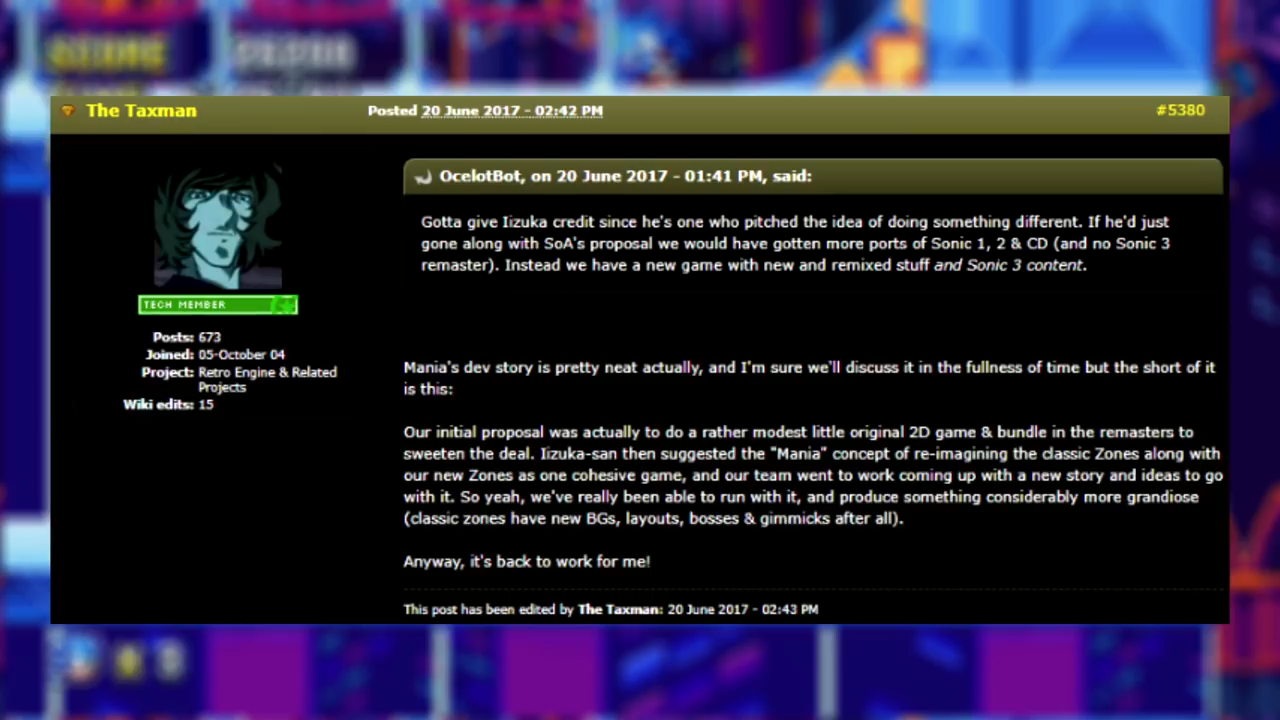 The Taxman
Posted 20 June 2017 - 02:42 PM
#5380
TECH MEMBER
Posts: 673
Joined: 05-October 04
Project: Retro Engine & Related
Projects
Wiki edits: 15
OcelotBot, on 20 June 2017 - 01:41 PM, said:
Gotta give Iizuka credit since he's one who pitched the idea of doing something different. If he'd just
gone along with SoA's proposal we would have gotten more ports of Sonic 1, 2 & CD (and no Sonic 3
remaster). Instead we have a new game with new and remixed stuff and Sonic 3 content.
Mania's dev story is pretty neat actually, and I'm sure we'll discuss it in the fullness of time but the short of it
is this:
Our initial proposal was actually to do a rather modest little original 2D game & bundle in the remasters to
sweeten the deal. Iizuka-san then suggested the "Mania" concept of re-imagining the classic Zones along with
our new Zones as one cohesive game, and our team went to work coming up with a new story and ideas to go
with it. So yeah, we've really been able to run with it, and produce something considerably more grandiose
(classic zones have new BGs, layouts, bosses & gimmicks after all).
Anyway, it's back to work for me!
This post has been edited by The Taxman: 20 June 2017 - 02:43 PM